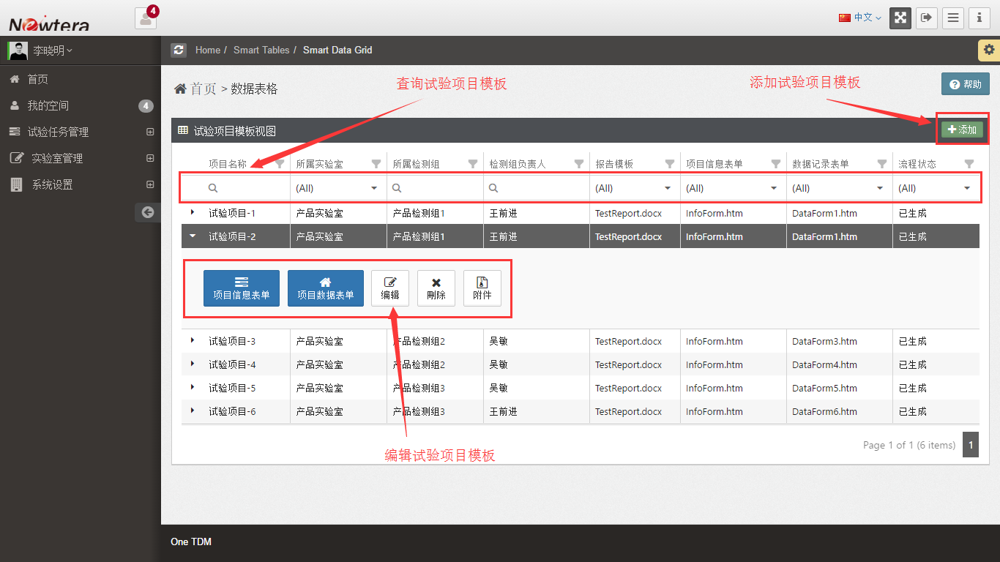 Newtera
4
中文
李晓明
Home / Smart Tables / Smart Data Grid
首页
我的空间
4
试验任务管理
实验室管理
系统设置
首页 > 数据表格
查询试验项目模板
添加试验项目模板
帮助
试验项目模板视图
添加
项目名称 所属实验室 所属检测组 检测组负责人 报告模板 项目信息表单 数据记录表单 流程状态
(All) (All) (All) (All) (All)
试验项目-1 产品实验室 产品检测组1 王前进 TestReport.docx InfoForm.htm DataForm1.htm 已生成
试验项目-2 产品实验室 产品检测组1 王前进 TestReport.docx InfoForm.htm DataForm1.htm 已生成
项目信息表单 项目数据表单 编辑 刪除 附件
试验项目-3 产品实验室 产品检测组2 吴敏 TestReport.docx InfoForm.htm DataForm3.htm 已生成
试验项目-4 产品实验室 产品检测组2 吴敏 TestReport.docx InfoForm.htm DataForm4.htm 已生成
试验项目-5 产品实验室 产品检测组3 吴敏 TestReport.docx InfoForm.htm DataForm5.htm 已生成
试验项目-6 产品实验室 产品检测组3 王前进 TestReport.docx InfoForm.htm DataForm6.htm 已生成
Page 1 of 1 (6 items) 1
编辑试验项目模板
One TDM